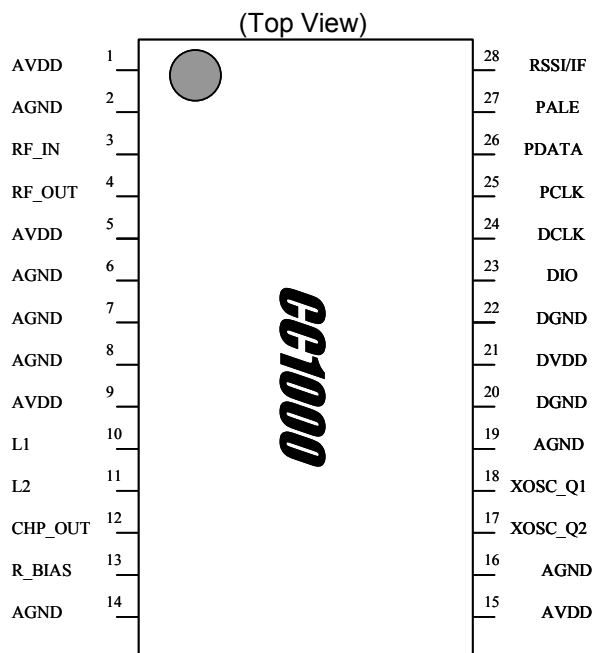 (Top View)
AVDD 1
AGND 2
RF_IN 3
RF_OUT 4
AVDD 5
AGND 6
AGND 7
AGND 8
AVDD 9
L1 10
L2 11
CHP_OUT 12
R_BIAS 13
AGND 14
CC1000
28 RSSI/IF
27 PALE
26 PDATA
25 PCLK
24 DCLK
23 DIO
22 DGND
21 DVDD
20 DGND
19 AGND
18 XOSC_Q1
17 XOSC_Q2
16 AGND
15 AVDD